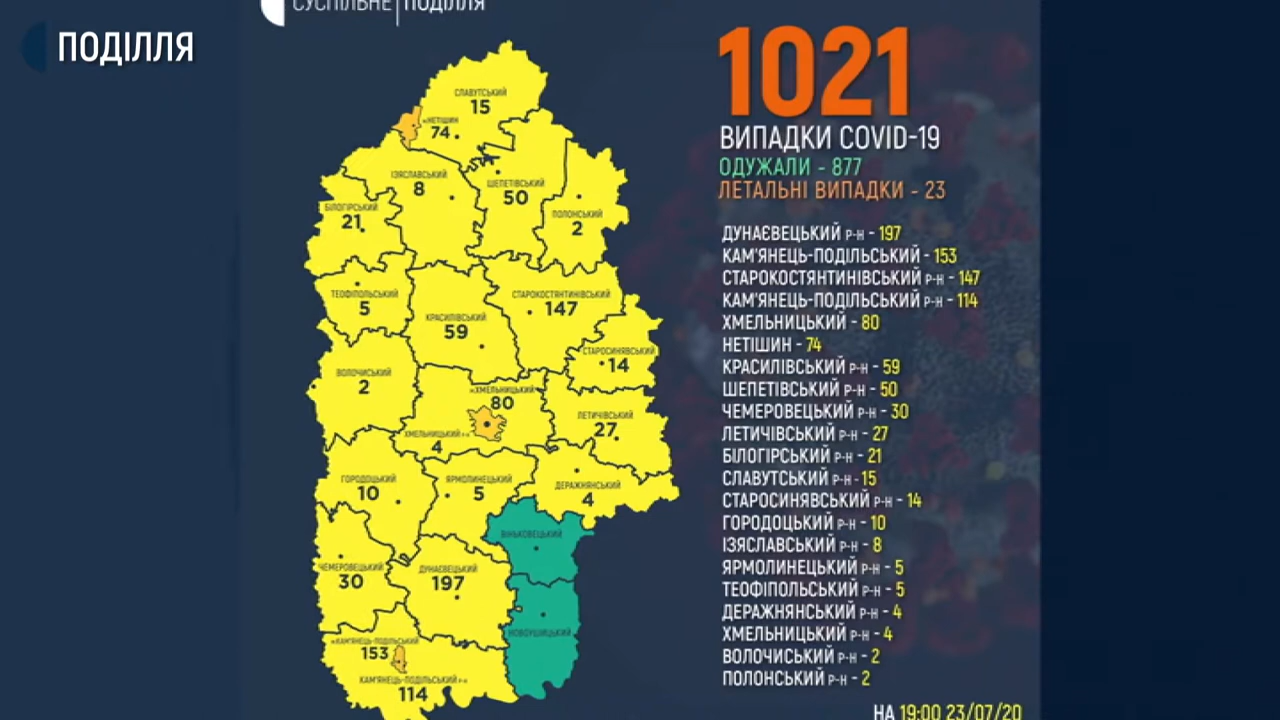 СУСПІЛЬНЕ ПОДІЛЛЯ
ПОДІЛЛЯ
1021
ВИПАДКИ COVID-19
ОДУЖАЛИ - 877
ЛЕТАЛЬНІ ВИПАДКИ - 23
СЛАВУТСЬКИЙ
15
м.НЕТІШИН
74
ІЗЯСЛАВСЬКИЙ
8
ШЕПЕТІВСЬКИЙ
50
БІЛОГІРСЬКИЙ
21
ПОЛОНСЬКИЙ
2
ТЕОФІПОЛЬСЬКИЙ
5
СТАРОКОСТЯНТИНІВСЬКИЙ
147
КРАСИЛІВСЬКИЙ
59
СТАРОСИНЯВСЬКИЙ
14
ВОЛОЧИСЬКИЙ
2
м.ХМЕЛЬНИЦЬКИЙ
80
ЛЕТИЧІВСЬКИЙ
27
ХМЕЛЬНИЦЬКИЙ р-н
4
ГОРОДОЦЬКИЙ
10
ЯРМОЛИНЕЦЬКИЙ
5
ДЕРАЖНЯНСЬКИЙ
4
ВІНЬКОВЕЦЬКИЙ
ЧЕМЕРОВЕЦЬКИЙ
30
ДУНАЄВЕЦЬКИЙ
197
НОВОУШИЦЬКИЙ
м.КАМ'ЯНЕЦЬ-ПОДІЛЬСЬКИЙ
153
КАМ'ЯНЕЦЬ-ПОДІЛЬСЬКИЙ р-н
114
ДУНАЄВЕЦЬКИЙ Р-Н - 197
КАМ'ЯНЕЦЬ-ПОДІЛЬСЬКИЙ - 153
СТАРОКОСТЯНТИНІВСЬКИЙ Р-Н - 147
КАМ'ЯНЕЦЬ-ПОДІЛЬСЬКИЙ Р-Н - 114
ХМЕЛЬНИЦЬКИЙ - 80
НЕТІШИН - 74
КРАСИЛІВСЬКИЙ Р-Н - 59
ШЕПЕТІВСЬКИЙ Р-Н - 50
ЧЕМЕРОВЕЦЬКИЙ Р-Н - 30
ЛЕТИЧІВСЬКИЙ Р-Н - 27
БІЛОГІРСЬКИЙ Р-Н - 21
СЛАВУТСЬКИЙ Р-Н - 15
СТАРОСИНЯВСЬКИЙ Р-Н - 14
ГОРОДОЦЬКИЙ Р-Н - 10
ІЗЯСЛАВСЬКИЙ Р-Н - 8
ЯРМОЛИНЕЦЬКИЙ Р-Н - 5
ТЕОФІПОЛЬСЬКИЙ Р-Н - 5
ДЕРАЖНЯНСЬКИЙ Р-Н - 4
ХМЕЛЬНИЦЬКИЙ Р-Н - 4
ВОЛОЧИСЬКИЙ Р-Н - 2
ПОЛОНСЬКИЙ Р-Н - 2
НА 19:00 23/07/20